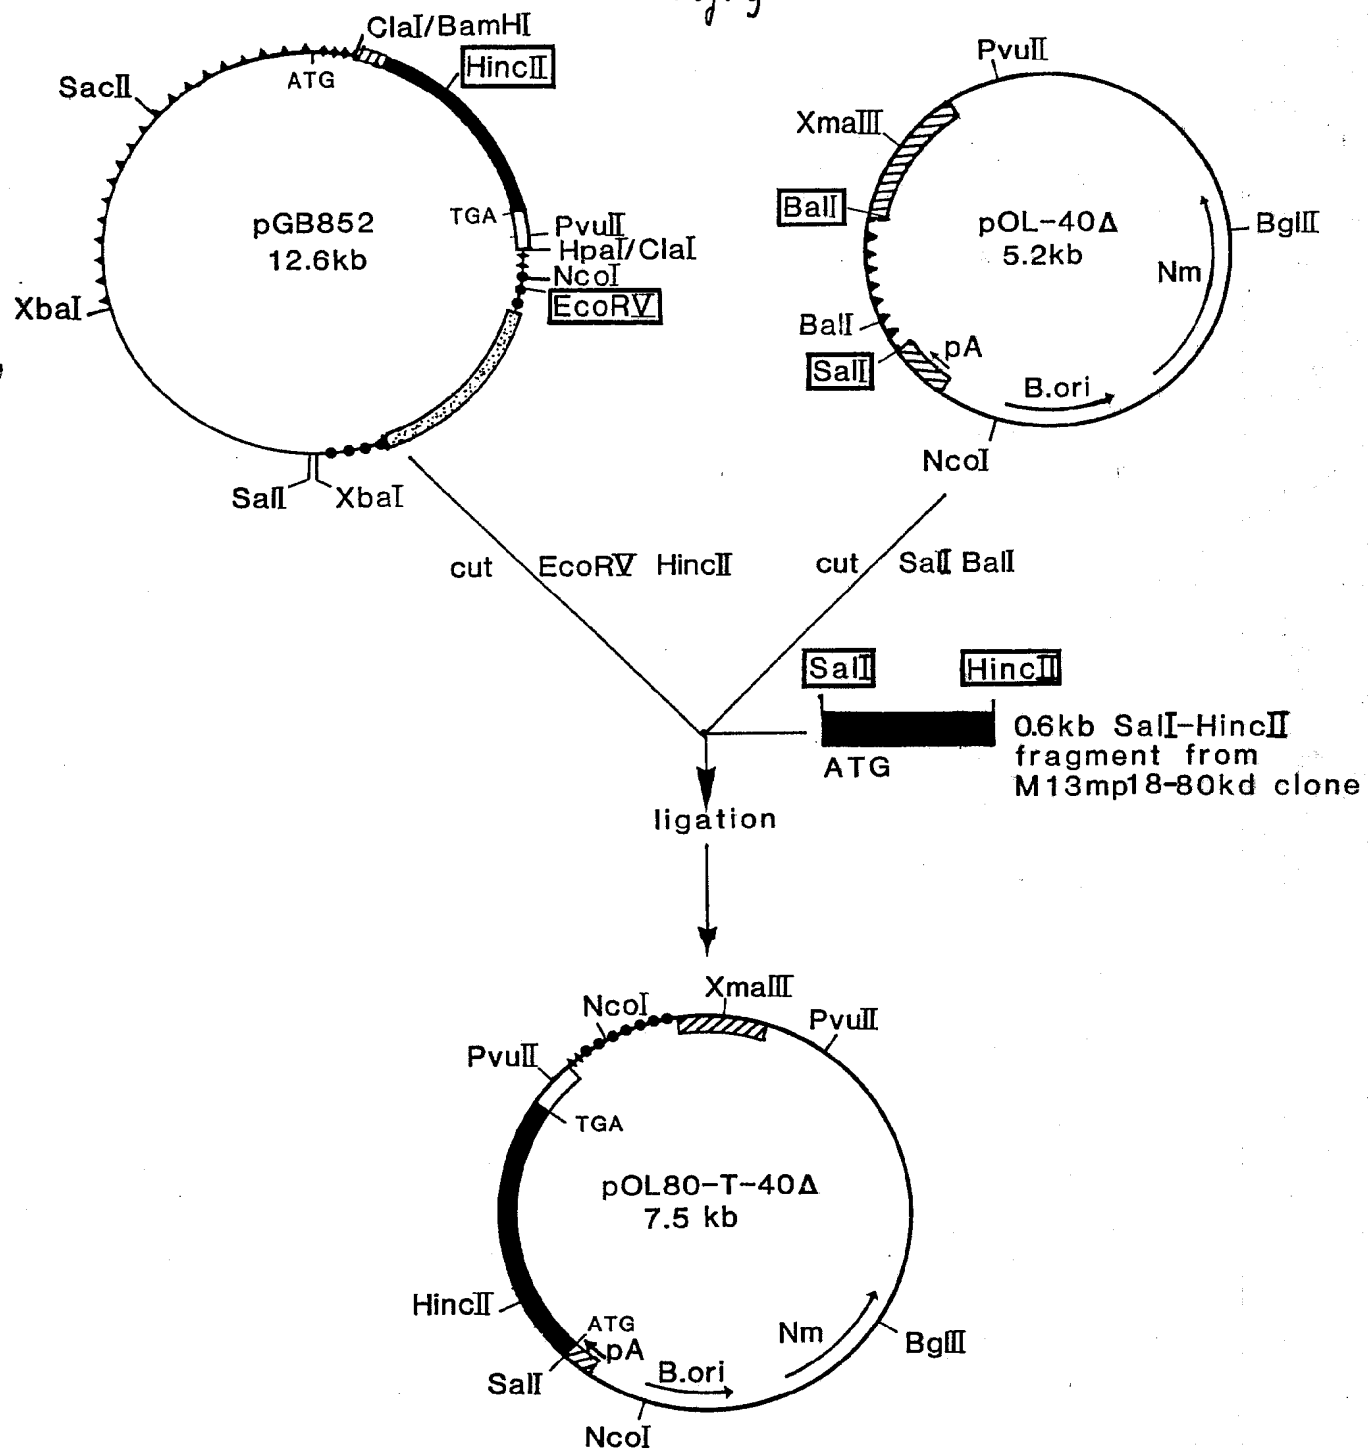 ClaI/BamHI
HincII
ATG
SacII
pGB852
12.6kb
TGA
PvuII
HpaI/ClaI
NcoI
EcoRV
XbaI
SalI
XbaI
PvuII
XmaIII
BalI
pOL-40Δ
5.2kb
BglII
Nm
BalI
SalI
pA
B.ori
NcoI
cut EcoRV HincII
cut SalI BalI
SalI
HincII
ATG
0.6kb SalI-HincII
fragment from
M13mp18-80kd clone
ligation
XmaIII
NcoI
PvuII
PvuII
TGA
pOL80-T-40Δ
7.5 kb
HincII
ATG
pA
SalI
B.ori
Nm
BglII
NcoI